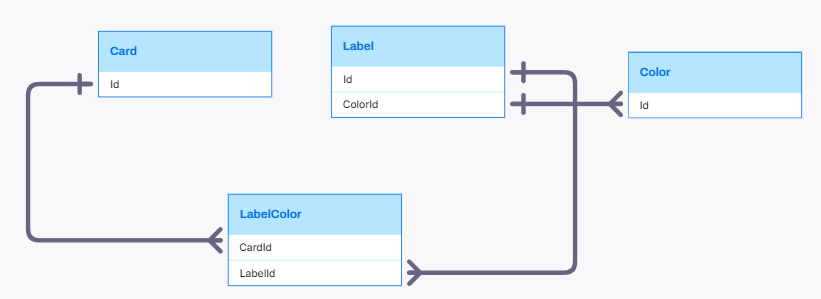 Card
Id
Label
Id
ColorId
Color
Id
LabelColor
CardId
LabelId